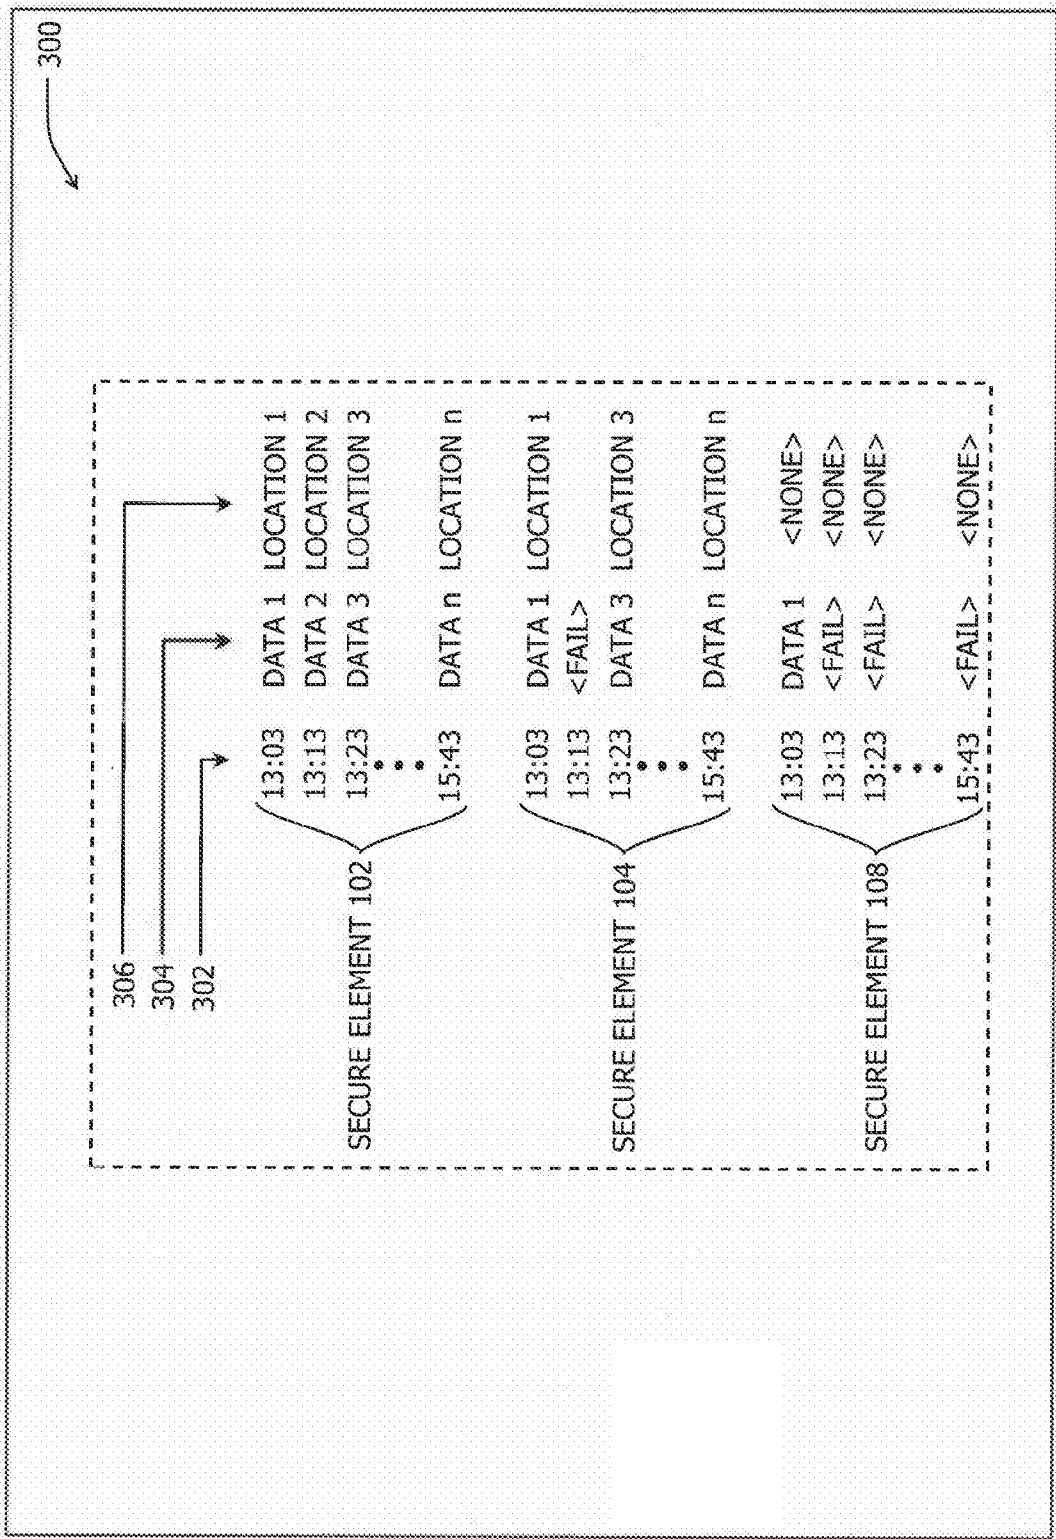 300
306
304
302
SECURE ELEMENT 102
13:03 DATA 1 LOCATION 1
13:13 DATA 2 LOCATION 2
13:23 DATA 3 LOCATION 3
15:43 DATA n LOCATION n
SECURE ELEMENT 104
13:03 DATA 1 LOCATION 1
13:13 <FAIL>
13:23 DATA 3 LOCATION 3
15:43 DATA n LOCATION n
SECURE ELEMENT 108
13:03 DATA 1 <NONE>
13:13 <FAIL> <NONE>
13:23 <FAIL> <NONE>
15:43 <FAIL> <NONE>